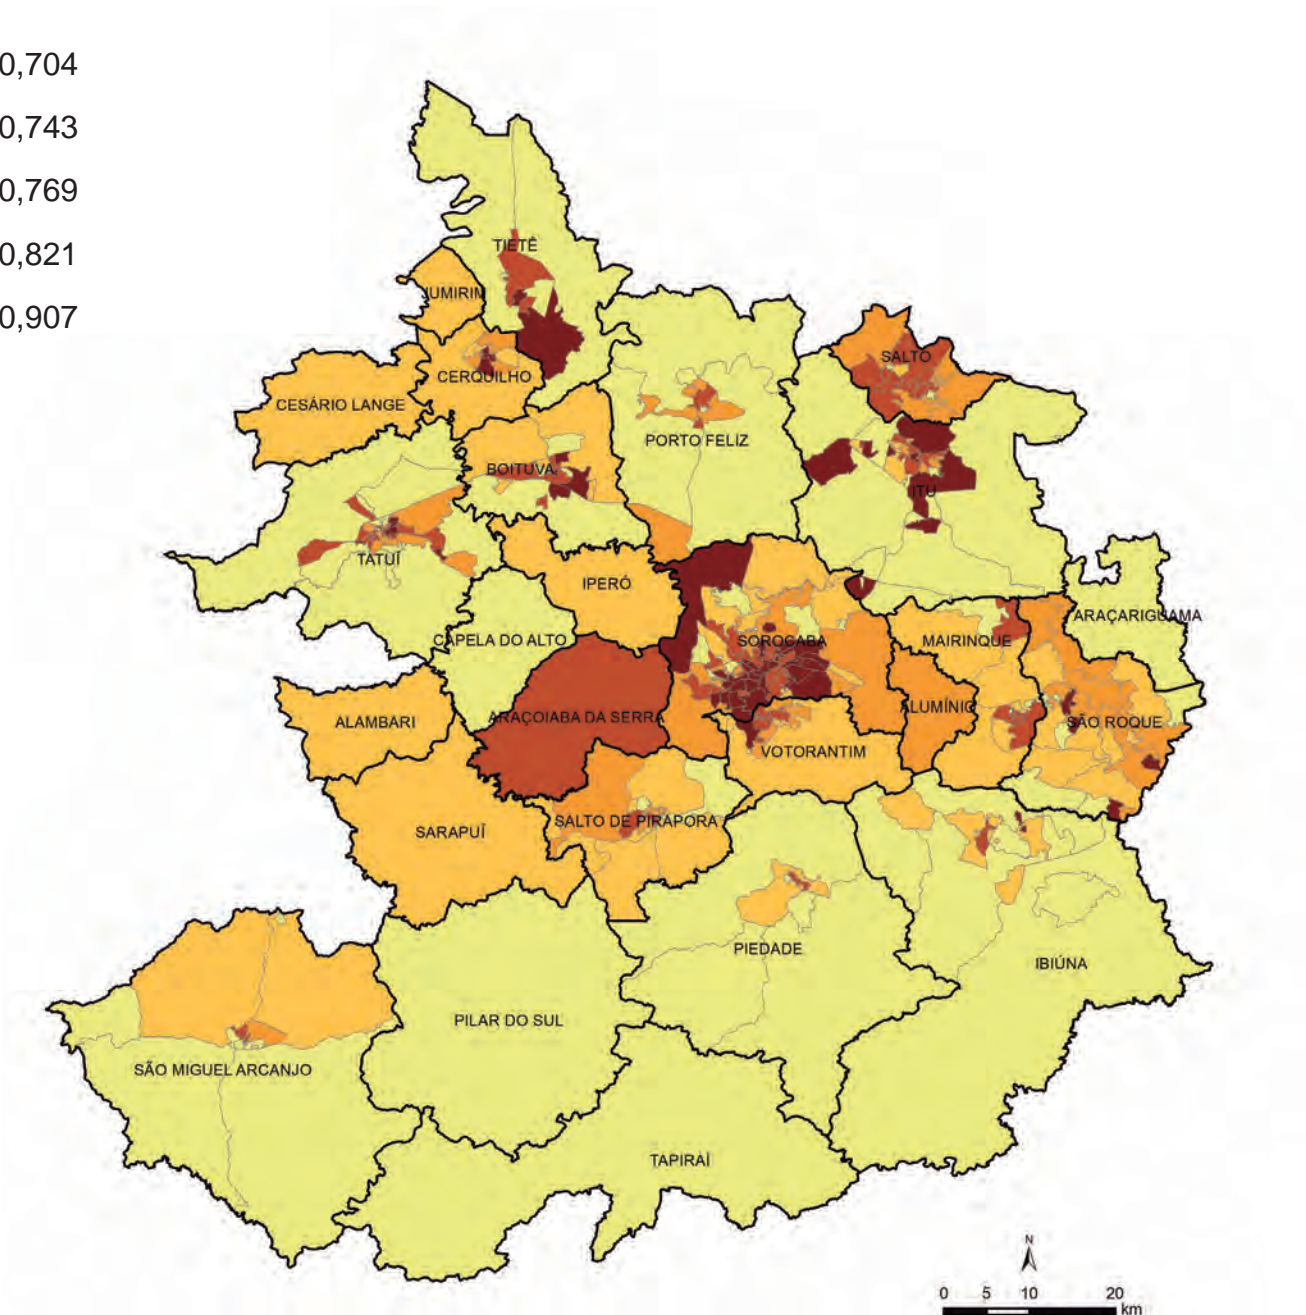 0,704
0,743
0,769
0,821
0,907
TIETÊ
JUMIRIM
SALTO
CERQUILHO
CESÁRIO LANGE
PORTO FELIZ
BOITUVA
ITU
TATUÍ
IPERÓ
ARAÇARIGUAMA
CAPELA DO ALTO
SOROCABA
MAIRINQUE
ALUMÍNIO
ARAÇOIABA DA SERRA
ALAMBARI
SÃO ROQUE
VOTORANTIM
SALTO DE PIRAPORA
SARAPUÍ
PIEDADE
IBIÚNA
PILAR DO SUL
SÃO MIGUEL ARCANJO
TAPIRAÍ
N
0 5 10 20
km